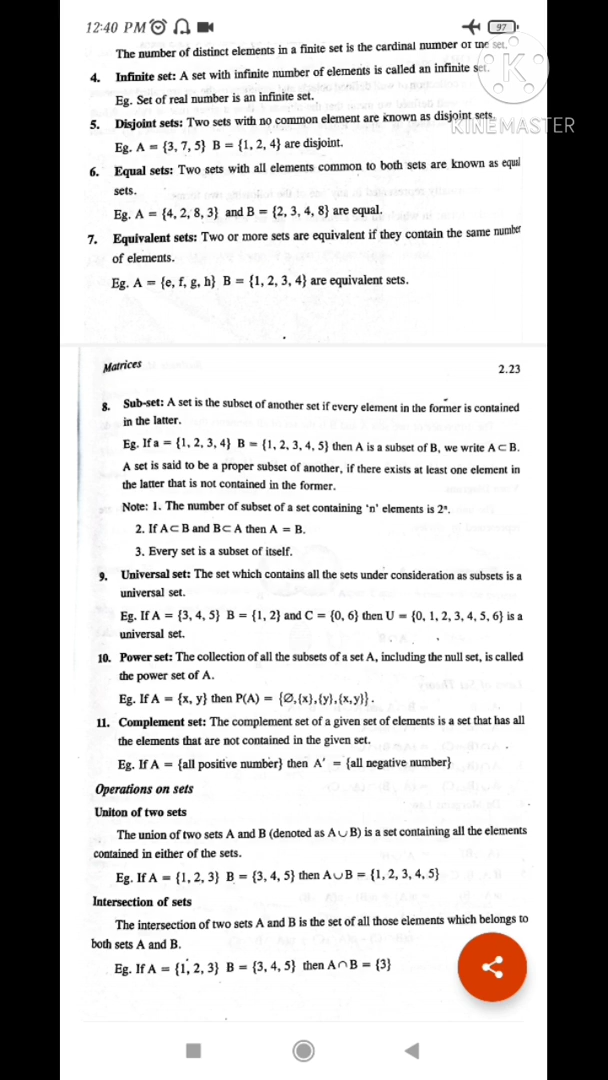 12:40 PM
97
The number of distinct elements in a finite set is the cardinal number of the set.
K
KINEMASTER
4. Infinite set: A set with infinite number of elements is called an infinite set.
Eg. Set of real number is an infinite set.
5. Disjoint sets: Two sets with no common element are known as disjoint sets.
Eg. A = {3, 7, 5} B = {1, 2, 4} are disjoint.
6. Equal sets: Two sets with all elements common to both sets are known as equal
sets.
Eg. A = {4, 2, 8, 3} and B = {2, 3, 4, 8} are equal.
7. Equivalent sets: Two or more sets are equivalent if they contain the same number
of elements.
Eg. A = {e, f, g, h} B = {1, 2, 3, 4} are equivalent sets.
Matrices 2.23
8. Sub-set: A set is the subset of another set if every element in the former is contained
in the latter.
Eg. If a = {1, 2, 3, 4} B = {1, 2, 3, 4, 5} then A is a subset of B, we write A ⊂ B.
A set is said to be a proper subset of another, if there exists at least one element in
the latter that is not contained in the former.
Note: 1. The number of subset of a set containing 'n' elements is 2ⁿ.
2. If A⊂B and B⊂A then A = B.
3. Every set is a subset of itself.
9. Universal set: The set which contains all the sets under consideration as subsets is a
universal set.
Eg. If A = {3, 4, 5} B = {1, 2} and C = {0, 6} then U = {0, 1, 2, 3, 4, 5, 6} is a
universal set.
10. Power set: The collection of all the subsets of a set A, including the null set, is called
the power set of A.
Eg. If A = {x, y} then P(A) = {∅,{x},{y},{x,y)}.
11. Complement set: The complement set of a given set of elements is a set that has all
the elements that are not contained in the given set.
Eg. If A = {all positive number} then A′ = {all negative number}
Operations on sets
Uniton of two sets
The union of two sets A and B (denoted as A∪B) is a set containing all the elements
contained in either of the sets.
Eg. If A = {1, 2, 3} B = {3, 4, 5} then A∪B = {1, 2, 3, 4, 5}
Intersection of sets
The intersection of two sets A and B is the set of all those elements which belongs to
both sets A and B.
Eg. If A = {1, 2, 3} B = {3, 4, 5} then A∩B = {3}